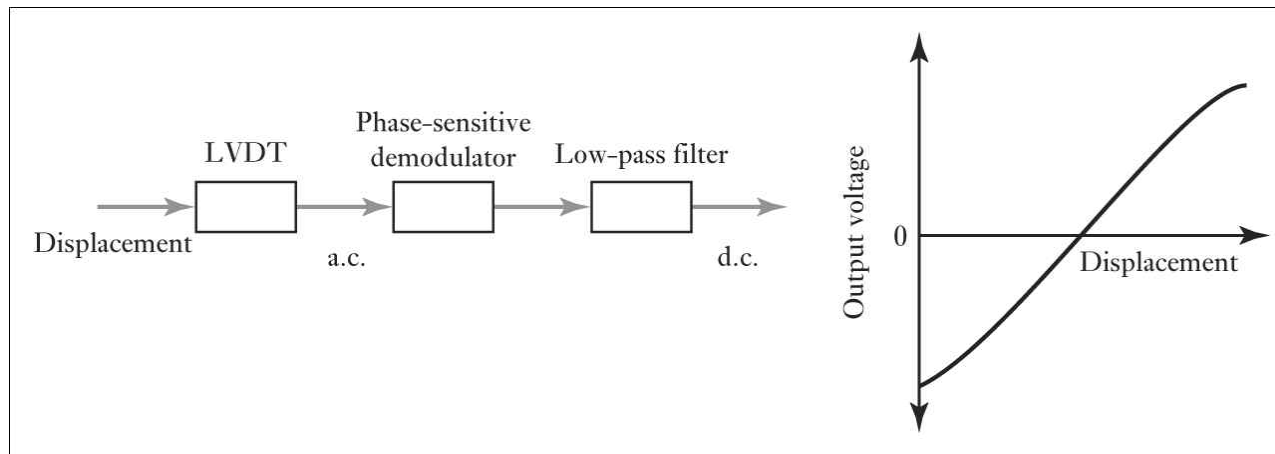 LVDT
Phase-sensitive
demodulator
Low-pass filter
Displacement
a.c.
d.c.
Output voltage
0
Displacement